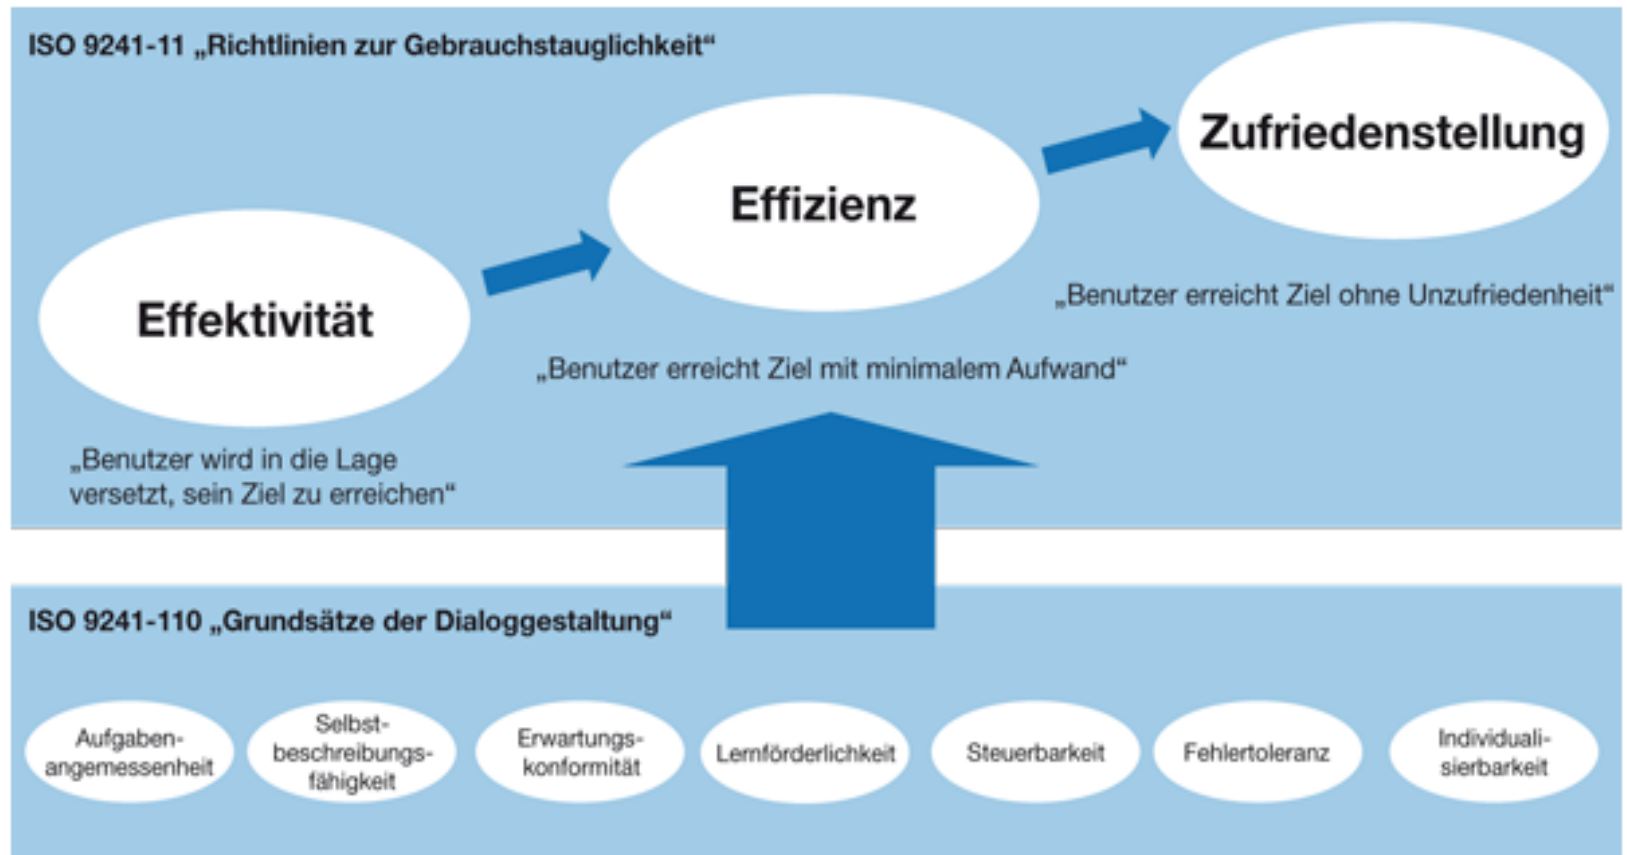 ISO 9241-11 „Richtlinien zur Gebrauchstauglichkeit“
Zufriedenstellung
Effizienz
Effektivität
„Benutzer erreicht Ziel ohne Unzufriedenheit“
„Benutzer erreicht Ziel mit minimalem Aufwand“
„Benutzer wird in die Lage
versetzt, sein Ziel zu erreichen“
ISO 9241-110 „Grundsätze der Dialoggestaltung“
Aufgaben-
angemessenheit
Selbst-
beschreibungs-
fähigkeit
Erwartungs-
konformität
Lernförderlichkeit
Steuerbarkeit
Fehlertoleranz
Individuali-
sierbarkeit